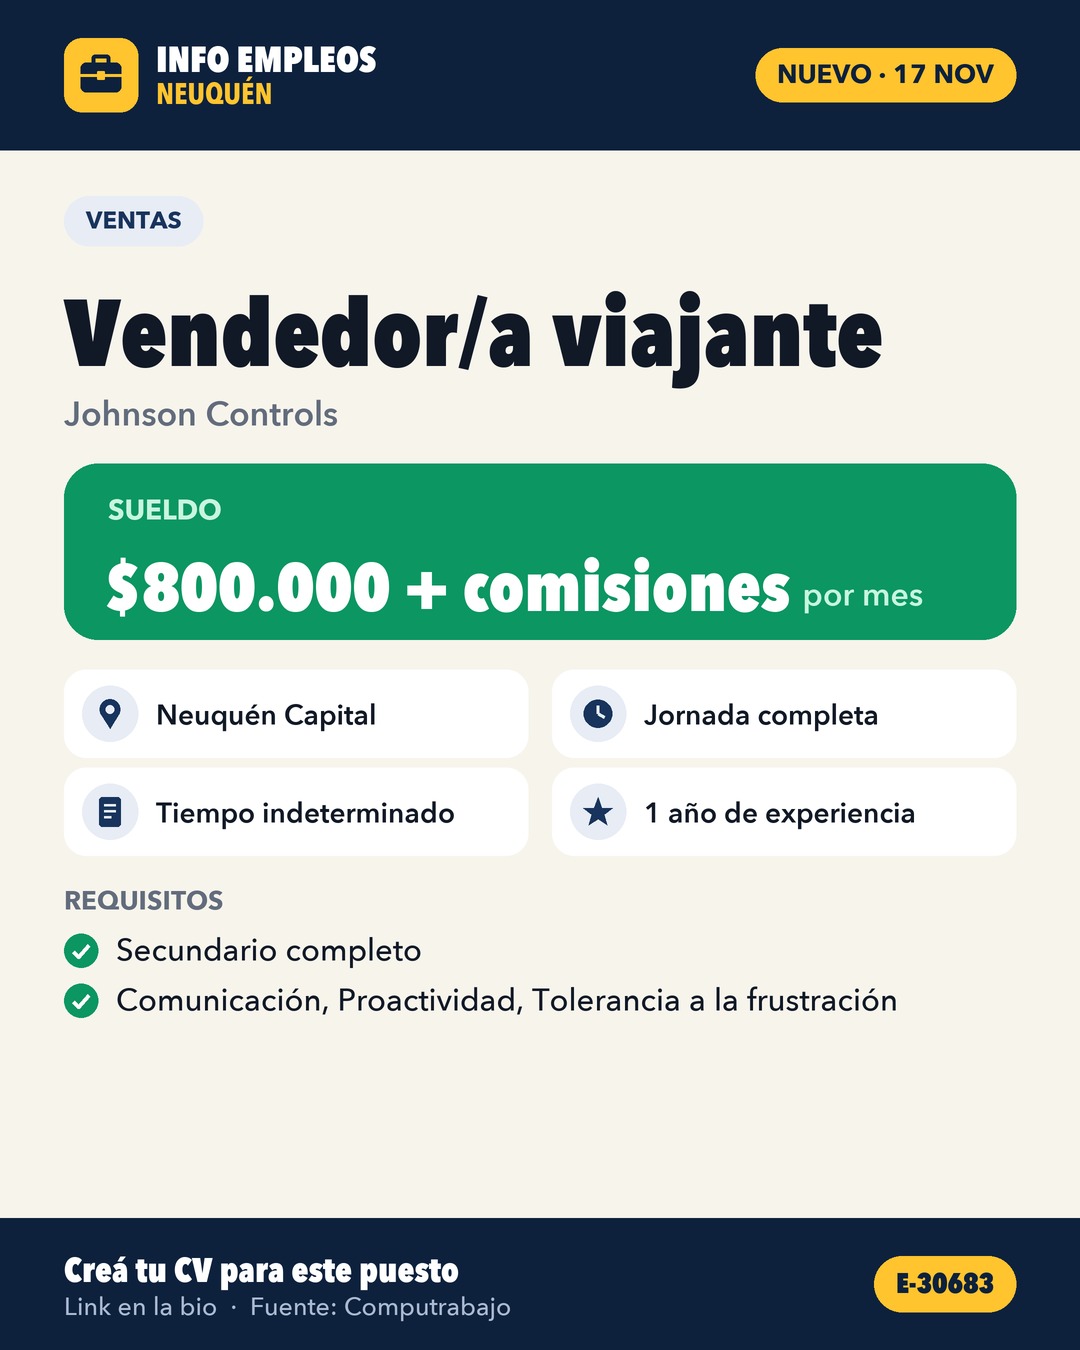 INFO EMPLEOS
NEUQUÉN
NUEVO · 17 NOV
VENTAS
Vendedor/a viajante
Johnson Controls
SUELDO
$800.000 + comisiones por mes
Neuquén Capital
Jornada completa
Tiempo indeterminado
1 año de experiencia
REQUISITOS
Secundario completo
Comunicación, Proactividad, Tolerancia a la frustración
Creá tu CV para este puesto
Link en la bio · Fuente: Computrabajo
E-30683